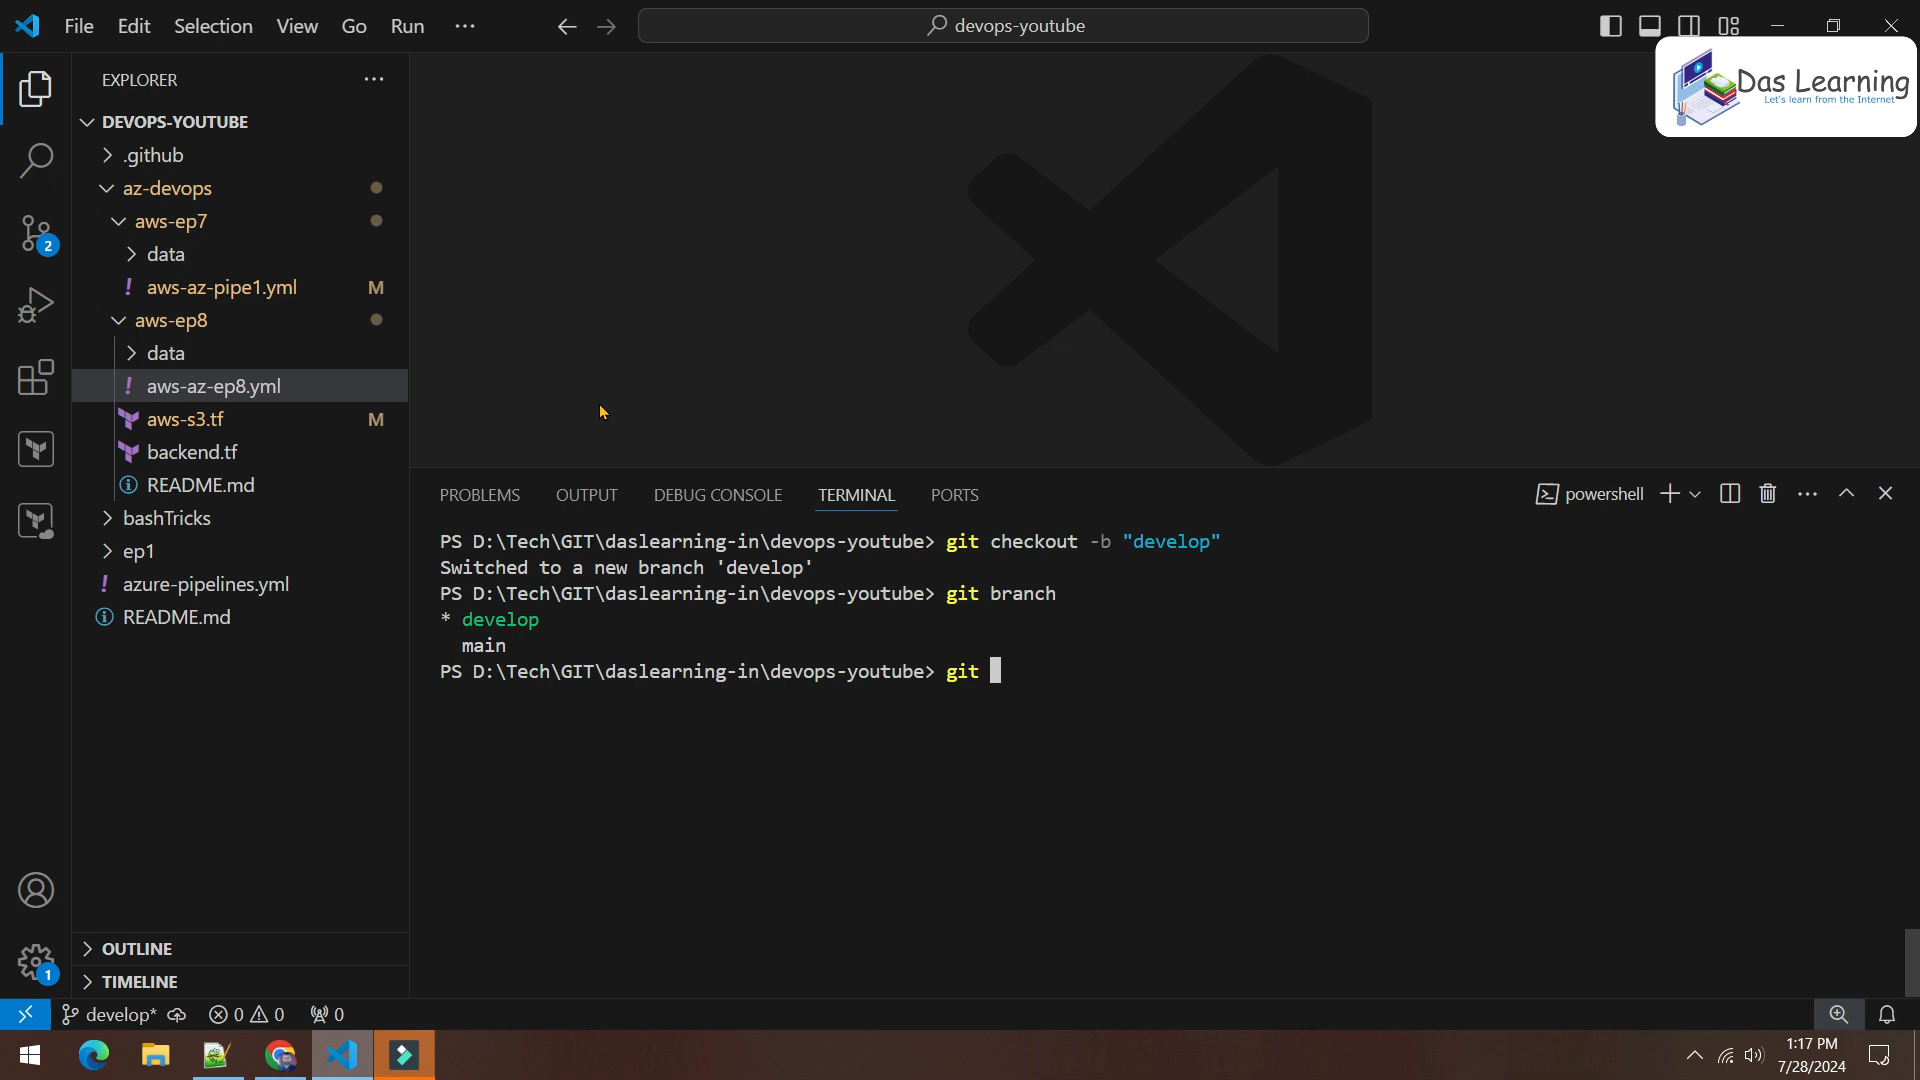 File Edit Selection View Go Run ···
devops-youtube
Das Learning
Let's learn from the Internet
EXPLORER
DEVOPS-YOUTUBE
.github
az-devops
aws-ep7
data
! aws-az-pipe1.yml M
aws-ep8
data
! aws-az-ep8.yml
aws-s3.tf M
backend.tf
README.md
bashTricks
ep1
! azure-pipelines.yml
README.md
OUTLINE
TIMELINE
2
1
PROBLEMS OUTPUT DEBUG CONSOLE TERMINAL PORTS
powershell
PS D:\Tech\GIT\daslearning-in\devops-youtube> git checkout -b "develop"
Switched to a new branch 'develop'
PS D:\Tech\GIT\daslearning-in\devops-youtube> git branch
* develop
main
PS D:\Tech\GIT\daslearning-in\devops-youtube> git
develop* 0 0 0
1:17 PM
7/28/2024